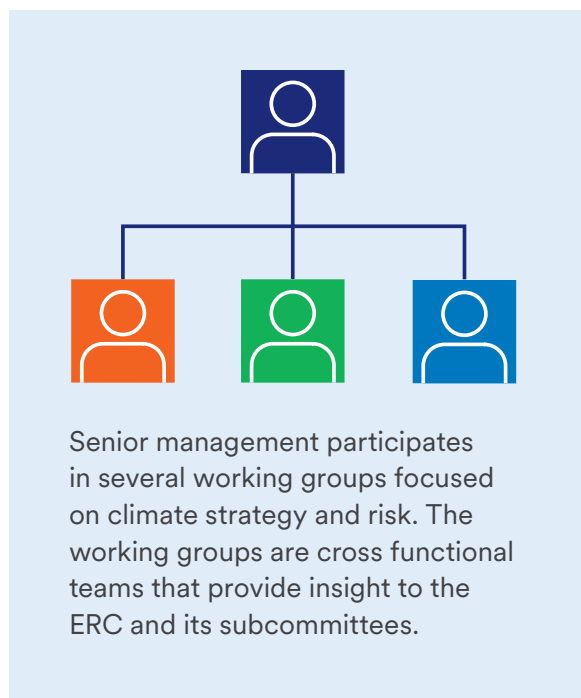 Senior management participates
in several working groups focused
on climate strategy and risk. The
working groups are cross functional
teams that provide insight to the
ERC and its subcommittees.